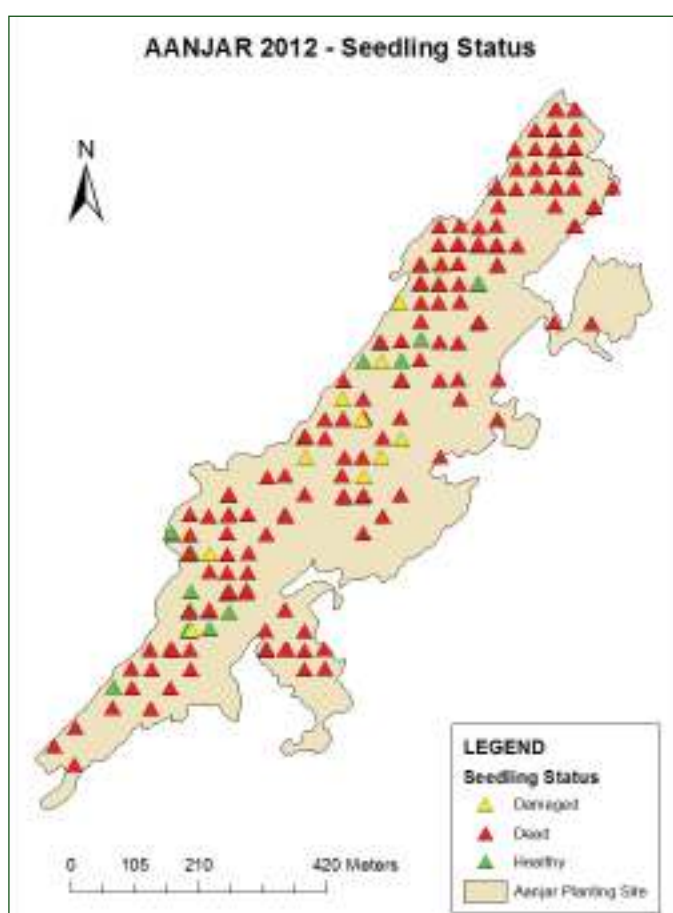 AANJAR 2012 - Seedling Status
N
LEGEND
Seedling Status
Damaged
Dead
Healthy
Aanjar Planting Site
0 105 210 420 Meters